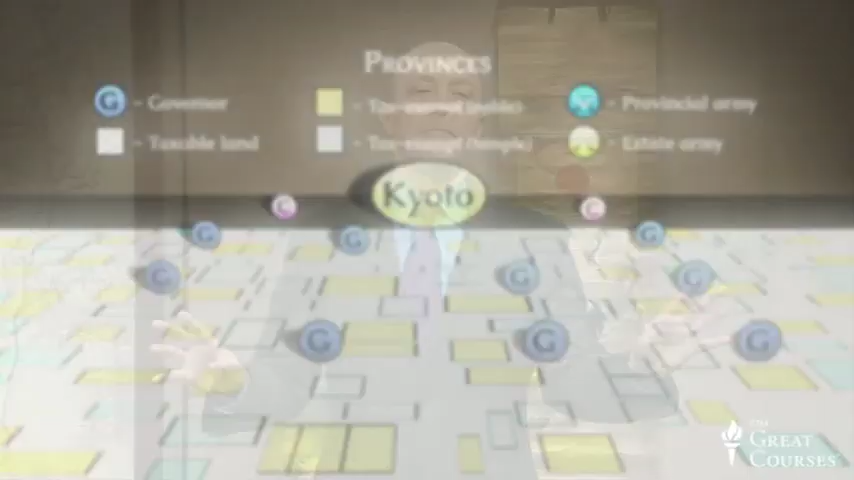 PROVINCES
G - Governor
- Provincial army
- Taxable land
- Tax-exempt (temple)
- Estate army
Kyoto
C C
G G G
G G G
G G G
THE
GREAT
COURSES